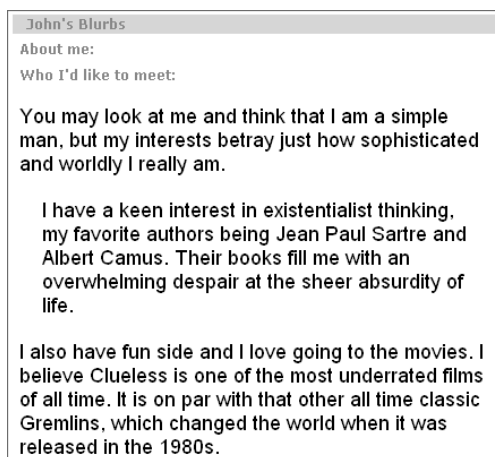 John's Blurbs
About me:
Who I'd like to meet:
You may look at me and think that I am a simple
man, but my interests betray just how sophisticated
and worldly I really am.
I have a keen interest in existentialist thinking,
my favorite authors being Jean Paul Sartre and
Albert Camus. Their books fill me with an
overwhelming despair at the sheer absurdity of
life.
I also have fun side and I love going to the movies. I
believe Clueless is one of the most underrated films
of all time. It is on par with that other all time classic
Gremlins, which changed the world when it was
released in the 1980s.